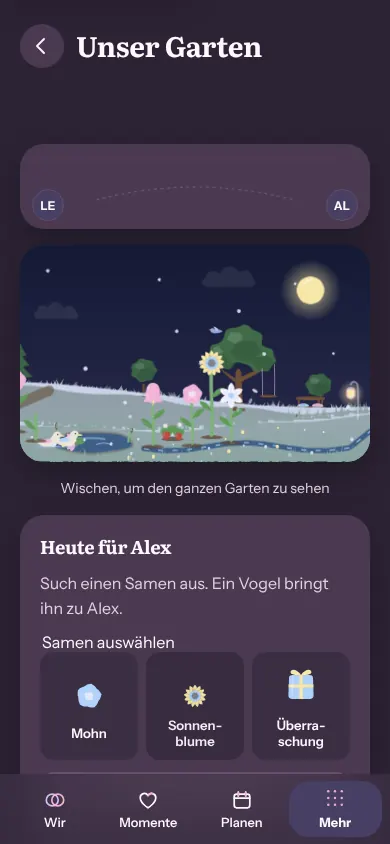 Unser Garten
LE
AL
Wischen, um den ganzen Garten zu sehen
Heute für Alex
Such einen Samen aus. Ein Vogel bringt
ihn zu Alex.
Samen auswählen
Mohn
Sonnen-
blume
Überra-
schung
Wir
Momente
Planen
Mehr